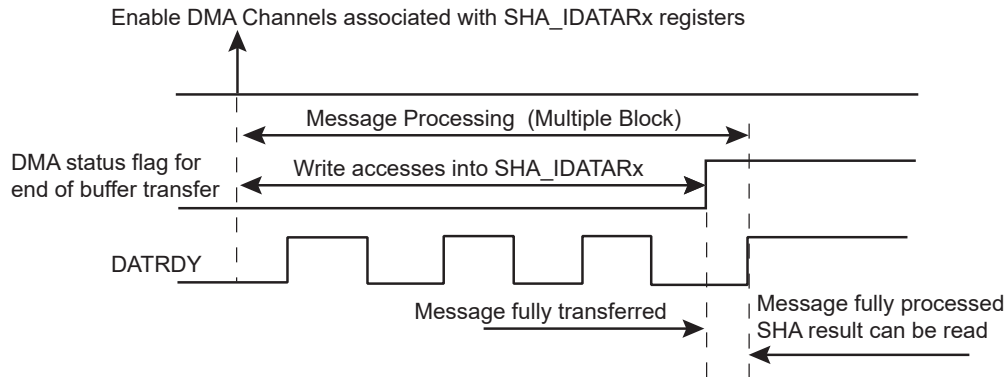 Enable DMA Channels associated with SHA_IDATARx registers
Message Processing (Multiple Block)
DMA status flag for
end of buffer transfer
Write accesses into SHA_IDATARx
DATRDY
Message fully transferred
Message fully processed
SHA result can be read